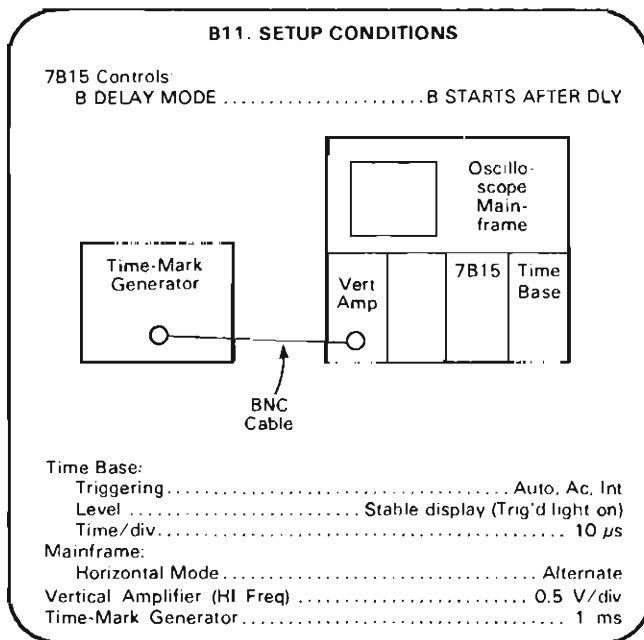 B11. SETUP CONDITIONS
7B15 Controls:
B DELAY MODE ........................ B STARTS AFTER DLY
Oscillo-
scope
Main-
frame
Time-Mark
Generator
Vert
Amp
7B15
Time
Base
BNC
Cable
Time Base:
Triggering ........................................ Auto, Ac, Int
Level ........................ Stable display (Trig'd light on)
Time/div ........................................ 10 μs
Mainframe:
Horizontal Mode ........................................ Alternate
Vertical Amplifier (HI Freq) ........................ 0.5 V/div
Time-Mark Generator ........................................ 1 ms